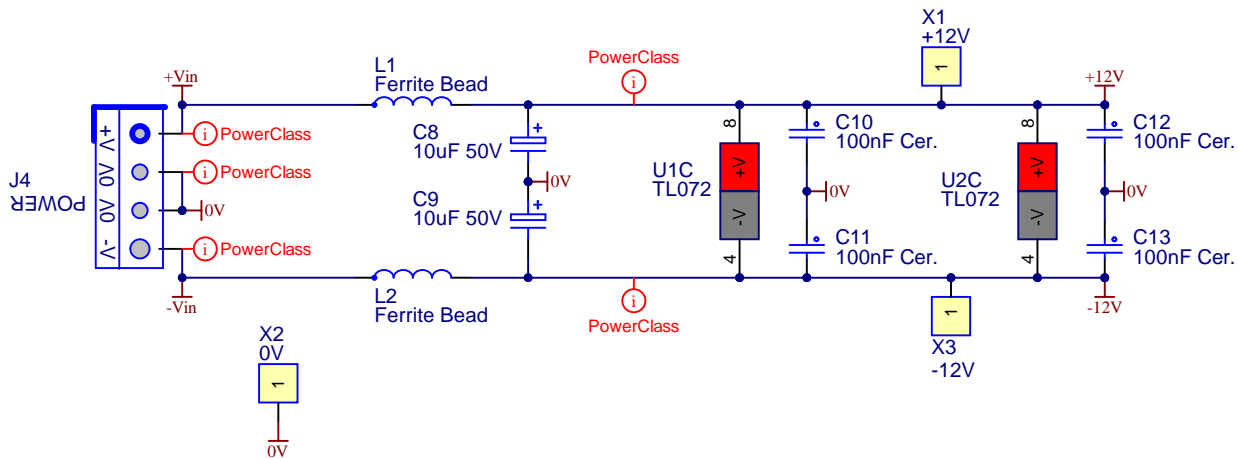 X1
+12V
PowerClass
i
1
L1
Ferrite Bead
+Vin
+12V
+V
i PowerClass
C8
10uF 50V
+
8
C10
100nF Cer.
8
C12
100nF Cer.
J4
POWER
0V
i PowerClass
0V
U1C
TL072
+V
-V
0V
U2C
TL072
+V
-V
0V
0V
0V
C9
10uF 50V
+
-V
i PowerClass
4
C11
100nF Cer.
4
C13
100nF Cer.
-Vin
L2
Ferrite Bead
i
PowerClass
1
X3
-12V
-12V
X2
0V
1
0V